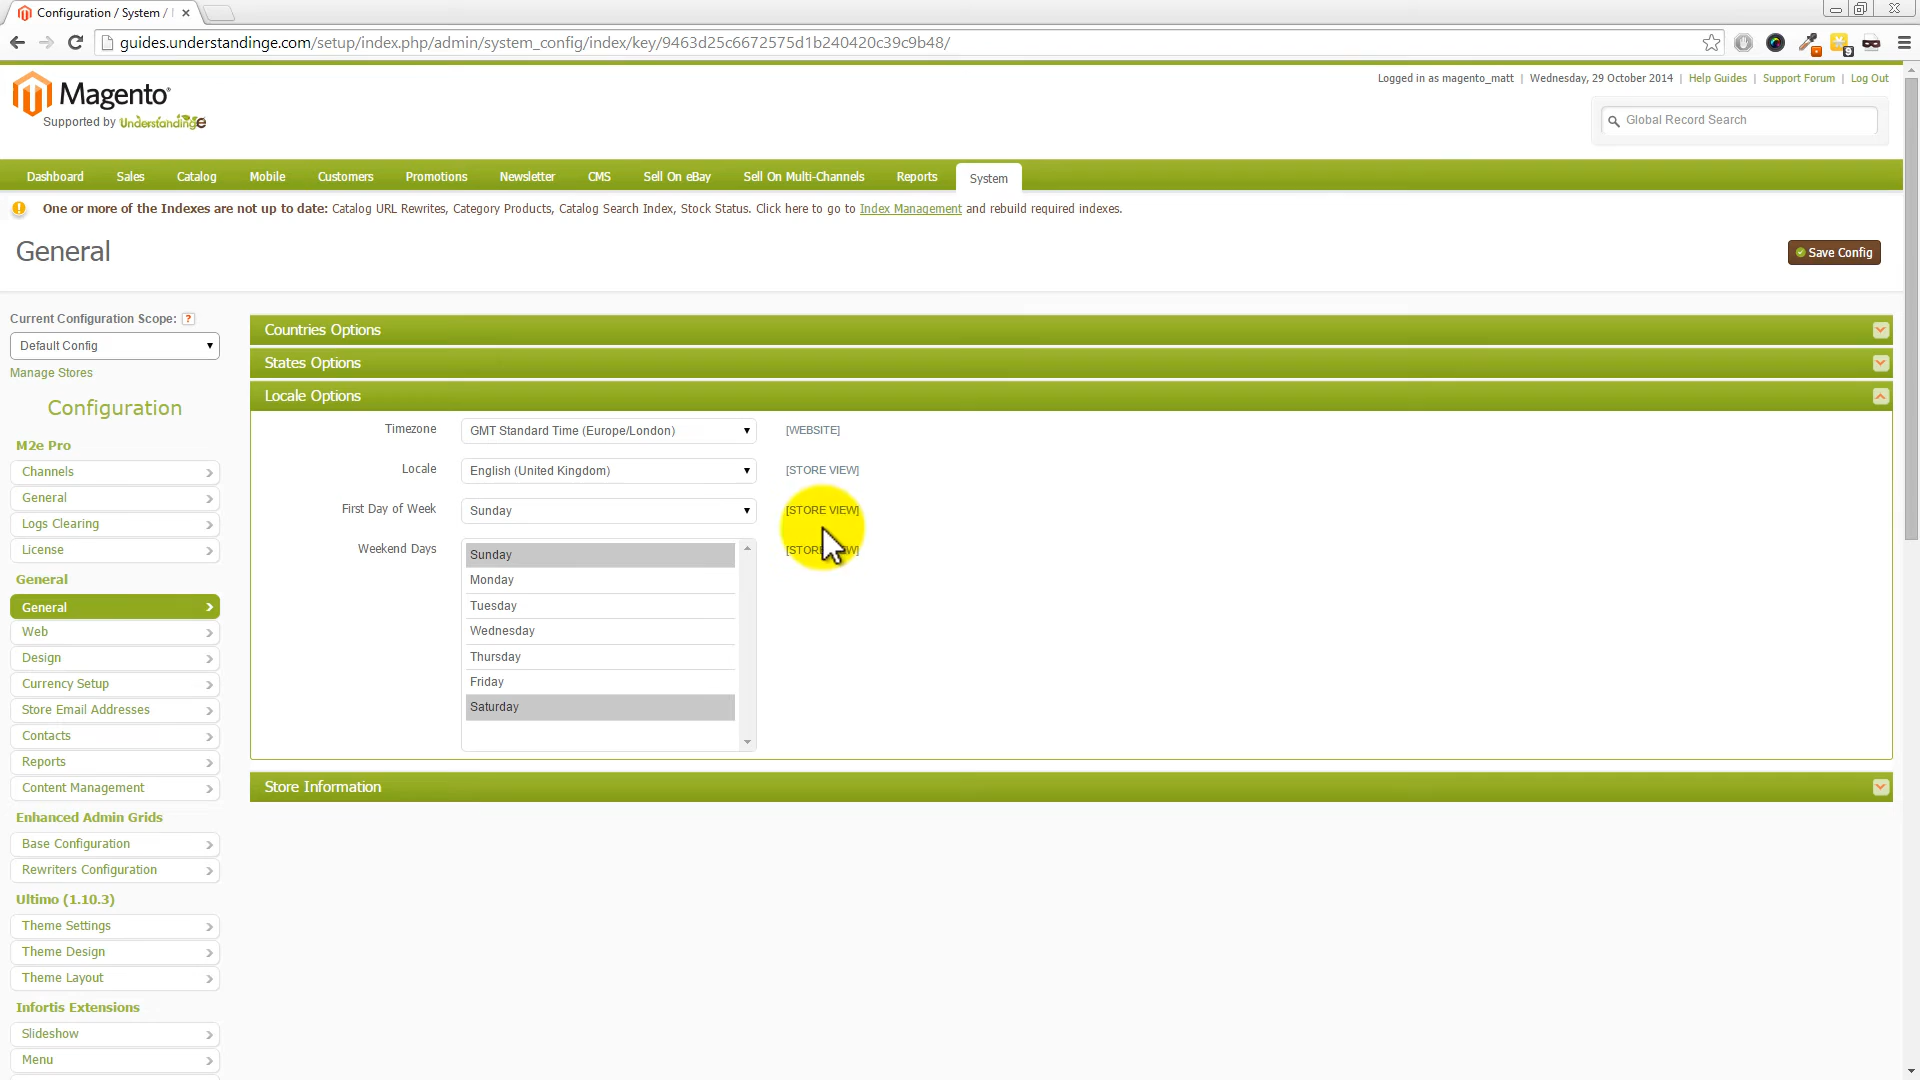 Configuration / System /
guides.understandinge.com/setup/index.php/admin/system_config/index/key/9463d25c6672575d1b240420c39c9b48/
Magento®
Supported by UnderstandingE
Logged in as magento_matt | Wednesday, 29 October 2014 | Help Guides | Support Forum | Log Out
Global Record Search
Dashboard Sales Catalog Mobile Customers Promotions Newsletter CMS Sell On eBay Sell On Multi-Channels Reports System
One or more of the Indexes are not up to date: Catalog URL Rewrites, Category Products, Catalog Search Index, Stock Status. Click here to go to Index Management and rebuild required indexes.
General
Save Config
Current Configuration Scope: ?
Default Config
Manage Stores
Configuration
M2e Pro
Channels
General
Logs Clearing
License
General
General
Web
Design
Currency Setup
Store Email Addresses
Contacts
Reports
Content Management
Enhanced Admin Grids
Base Configuration
Rewriters Configuration
Ultimo (1.10.3)
Theme Settings
Theme Design
Theme Layout
Infortis Extensions
Slideshow
Menu
Countries Options
States Options
Locale Options
Timezone GMT Standard Time (Europe/London) [WEBSITE]
Locale English (United Kingdom) [STORE VIEW]
First Day of Week Sunday [STORE VIEW]
Weekend Days Sunday [STORE VIEW]
Monday
Tuesday
Wednesday
Thursday
Friday
Saturday
Store Information